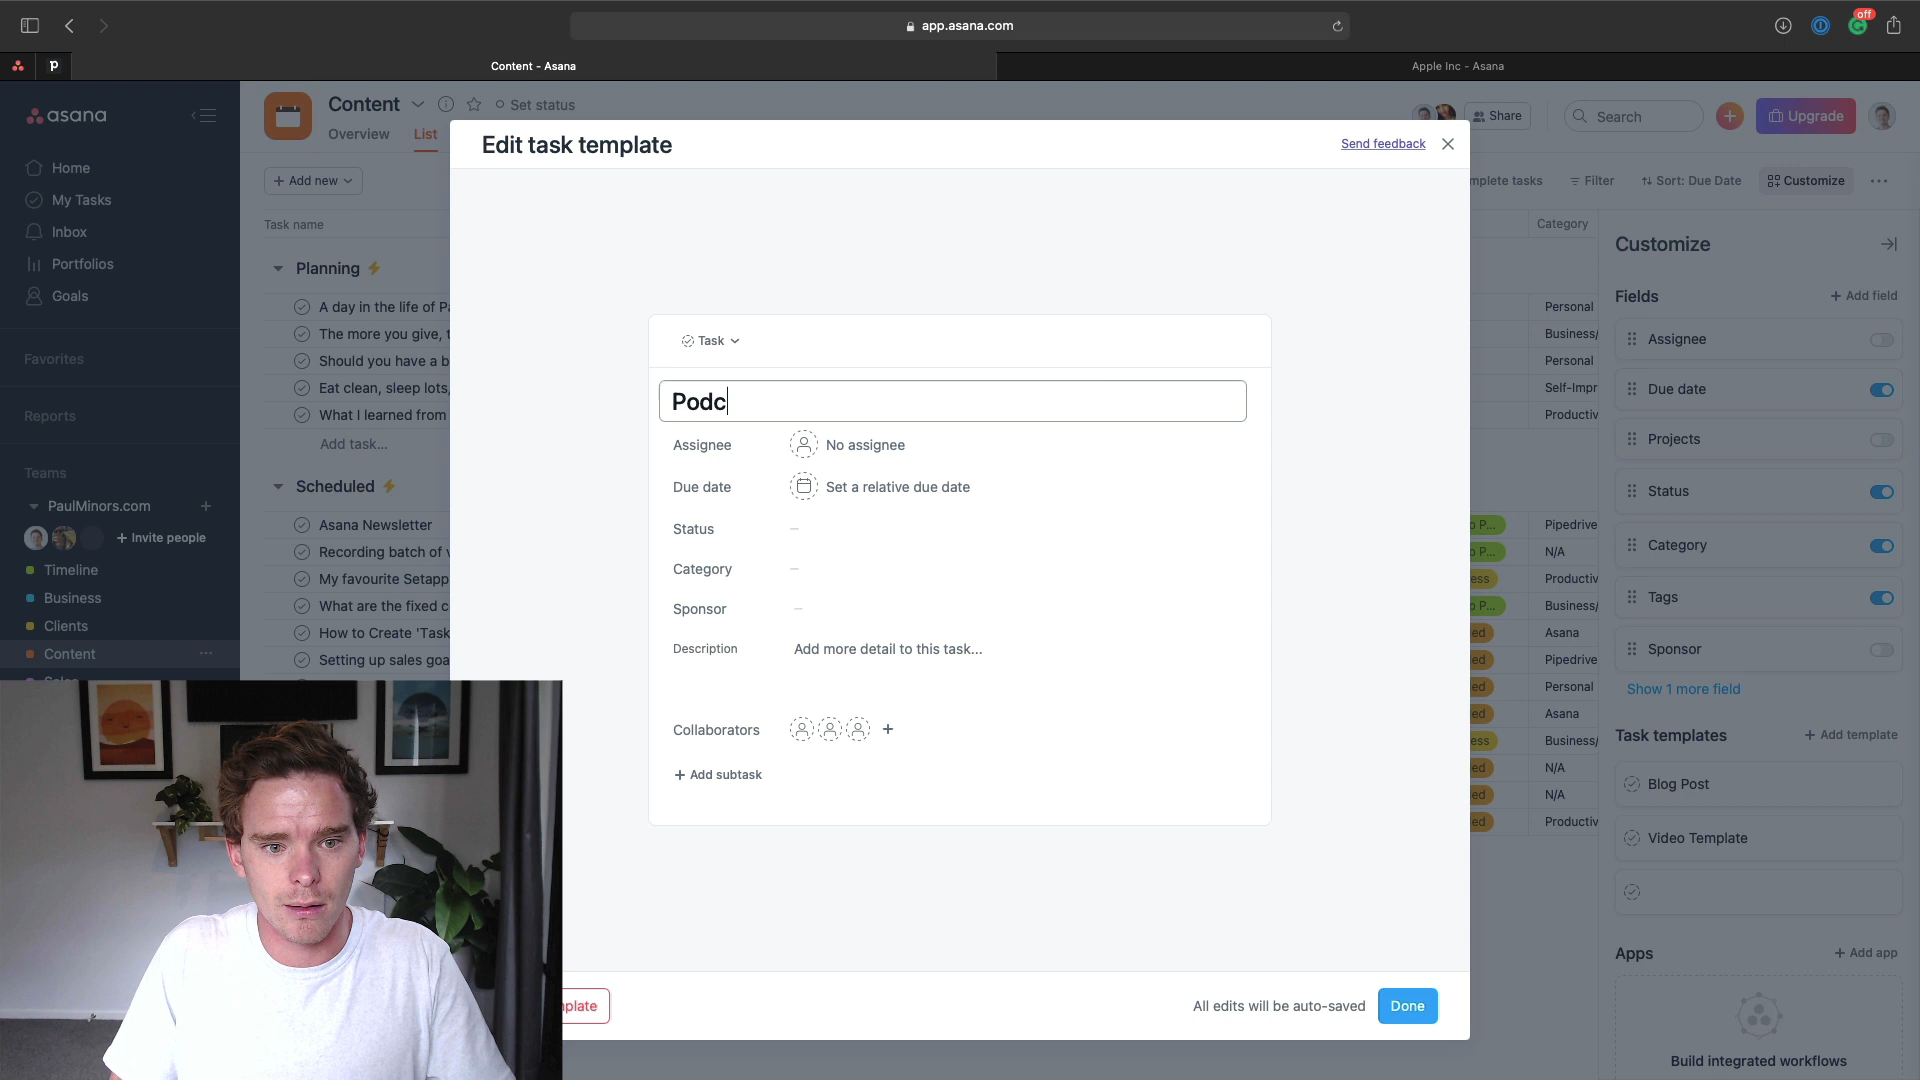 app.asana.com
off
Content - Asana
Apple Inc - Asana
asana
Home
My Tasks
Inbox
Portfolios
Goals
Favorites
Reports
Teams
PaulMinors.com
Invite people
Timeline
Business
Clients
Content
Content
Set status
Overview
List
Share
Search
Upgrade
Add new
Filter
Sort: Due Date
Customize
Task name
Category
Planning
A day in the life of
The more you give,
Should you have a
Eat clean, sleep lots,
What I learned from
Add task...
Scheduled
Asana Newsletter
Recording batch of
My favourite Setapp
What are the fixed
How to Create 'Task
Setting up sales
Edit task template
Send feedback
Task
Podc
Assignee
No assignee
Due date
Set a relative due date
Status
–
Category
–
Sponsor
–
Description
Add more detail to this task...
Collaborators
Add subtask
All edits will be auto-saved
Done
Personal
Business/
Personal
Self-Impr
Productiv
Pipedrive
N/A
Productiv
Business/
Asana
Pipedrive
Personal
Asana
Business/
N/A
N/A
Productiv
Customize
Fields
Add field
Assignee
Due date
Projects
Status
Category
Tags
Sponsor
Show 1 more field
Task templates
Add template
Blog Post
Video Template
Apps
Add app
Build integrated workflows